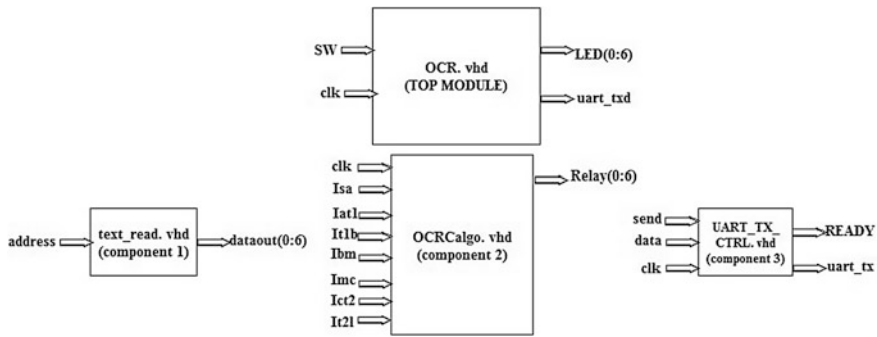 SW
clk
OCR. vhd
(TOP MODULE)
LED(0:6)
uart_txd
address
text_read. vhd
(component 1)
dataout(0:6)
clk
Isa
Iat1
It1b
Ibm
Imc
Ict2
It2l
OCRCalgo. vhd
(component 2)
Relay(0:6)
send
data
clk
UART_TX_
CTRL. vhd
(component 3)
READY
uart_tx